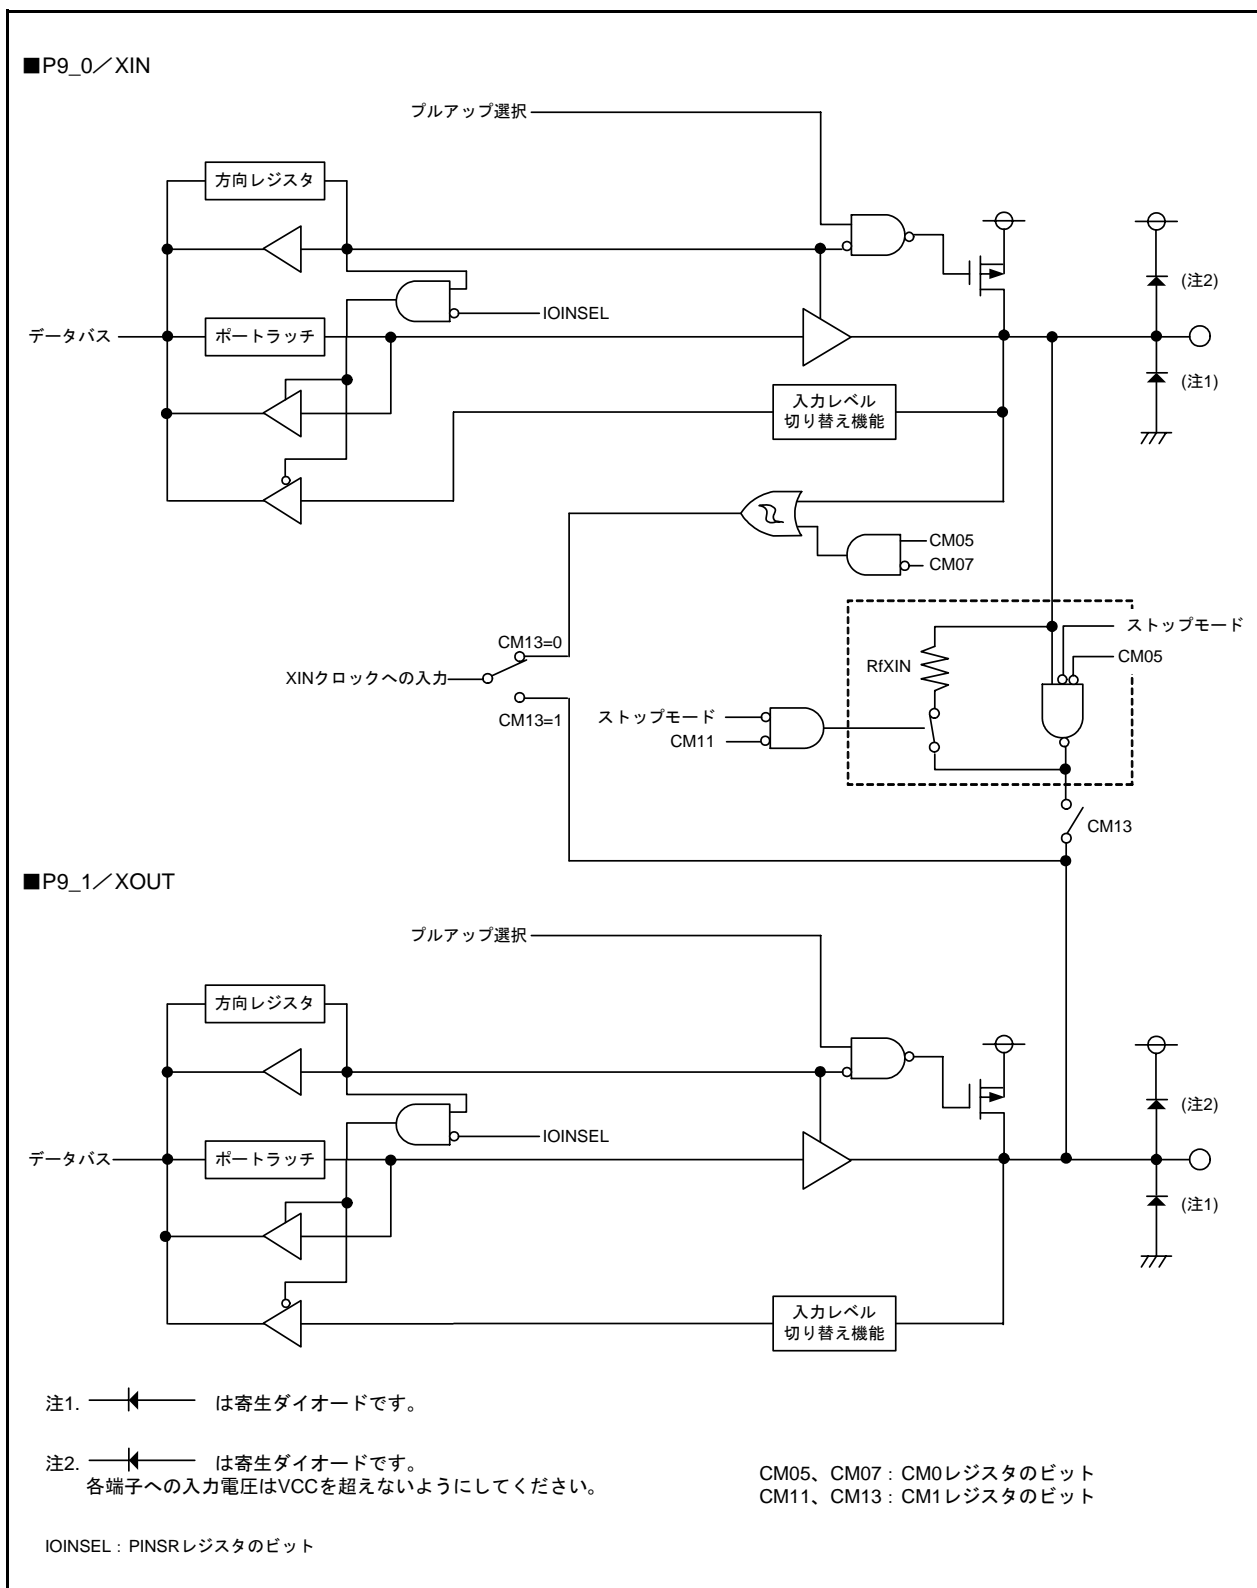 ■P9_0／XIN
プルアップ選択
方向レジスタ
IOINSEL
データバス
ポートラッチ
(注2)
(注1)
入力レベル
切り替え機能
CM05
CM07
ストップモード
CM05
CM13=0
RfXIN
XINクロックへの入力
CM13=1
ストップモード
CM11
CM13
■P9_1／XOUT
プルアップ選択
方向レジスタ
IOINSEL
データバス
ポートラッチ
(注2)
(注1)
入力レベル
切り替え機能
注1. は寄生ダイオードです。
注2. は寄生ダイオードです。
各端子への入力電圧はVCCを超えないようにしてください。
CM05、CM07：CM0レジスタのビット
CM11、CM13：CM1レジスタのビット
IOINSEL：PINSRレジスタのビット